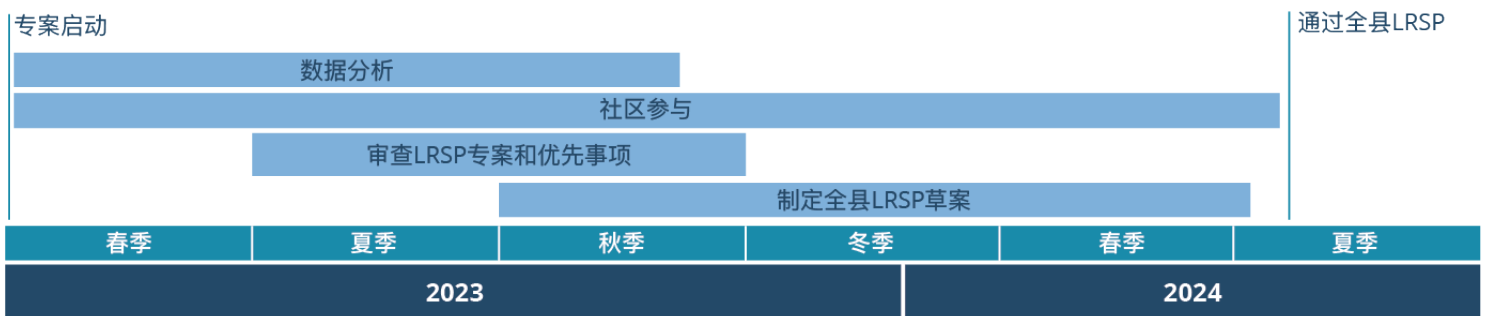 专案启动
通过全县LRSP
数据分析
社区参与
审查LRSP专案和优先事项
制定全县LRSP草案
春季 夏季 秋季 冬季 春季 夏季
2023 2024